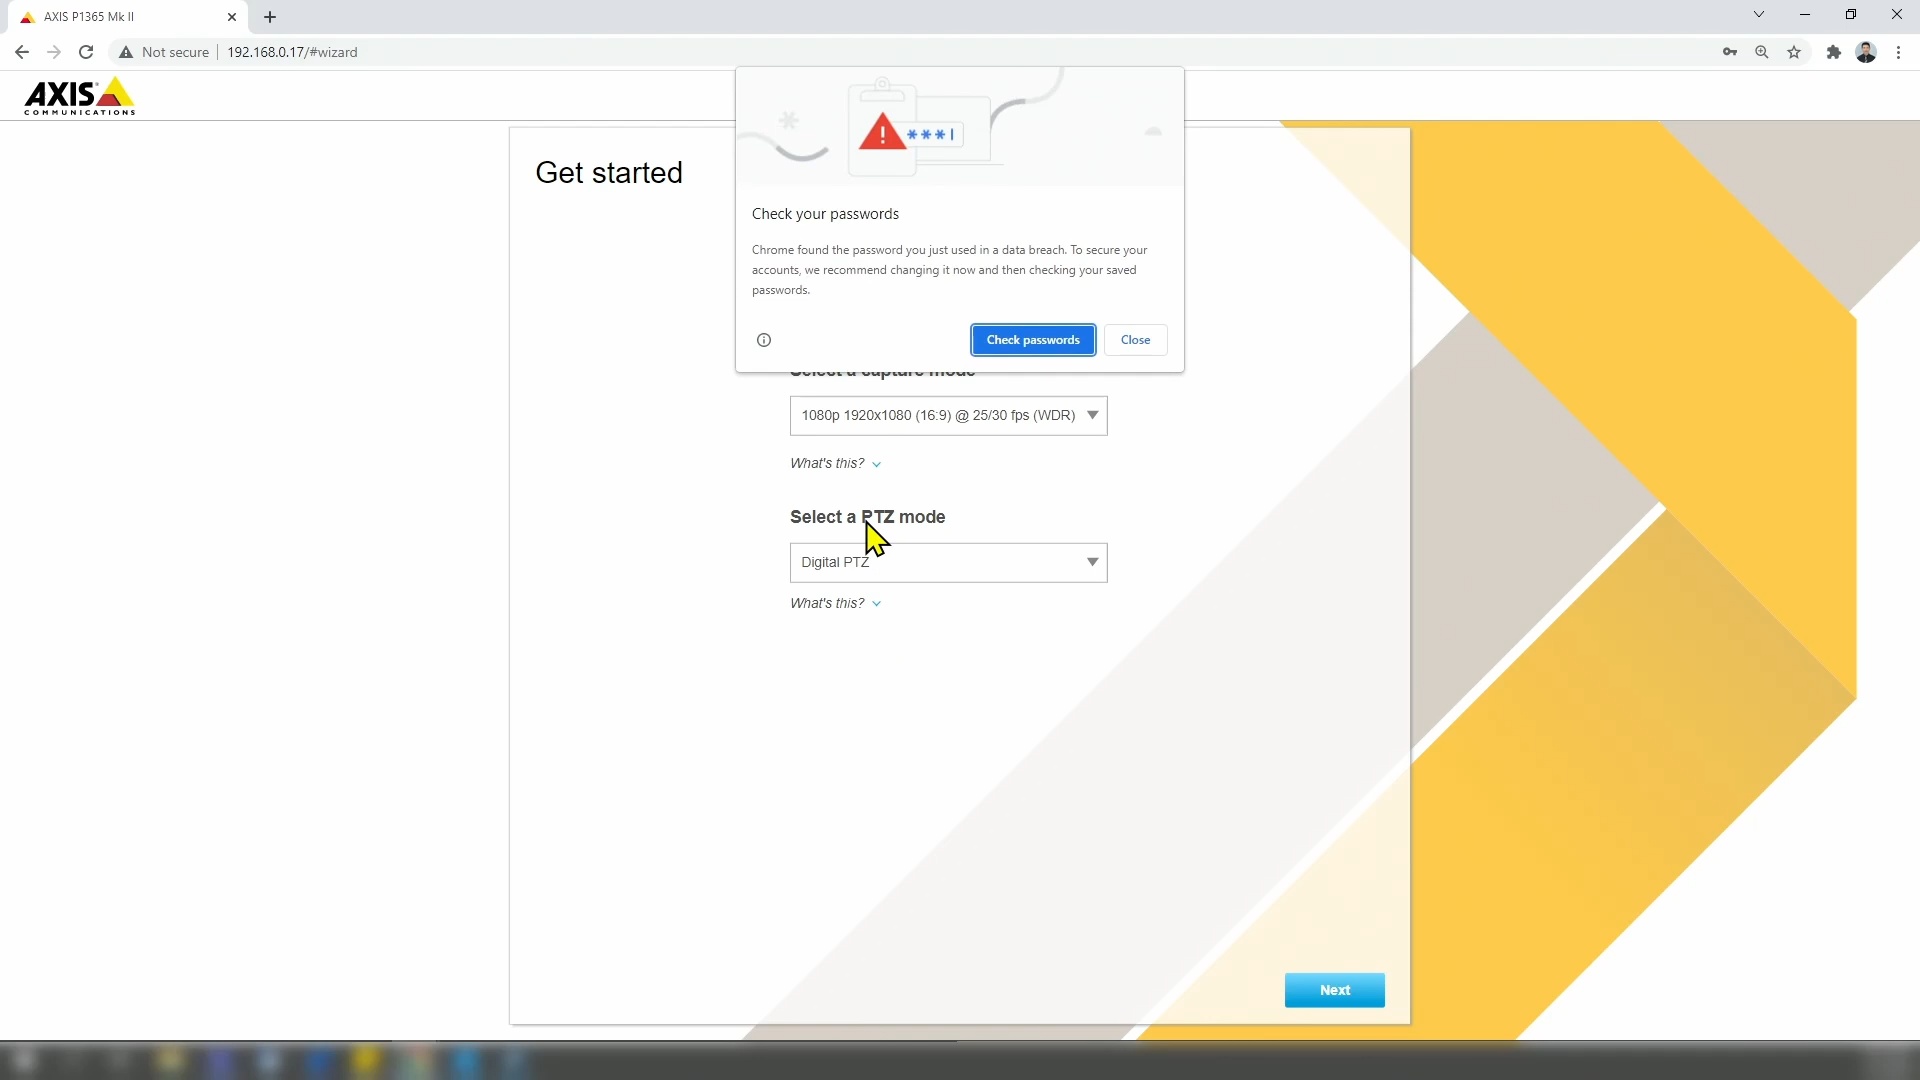 AXIS P1365 Mk II
Not secure
192.168.0.17/#wizard
AXIS
COMMUNICATIONS
Get started
***
Check your passwords
Chrome found the password you just used in a data breach. To secure your
accounts, we recommend changing it now and then checking your saved
passwords.
Check passwords
Close
Select a capture mode
1080p 1920x1080 (16:9) @ 25/30 fps (WDR)
What's this?
Select a PTZ mode
Digital PTZ
What's this?
Next